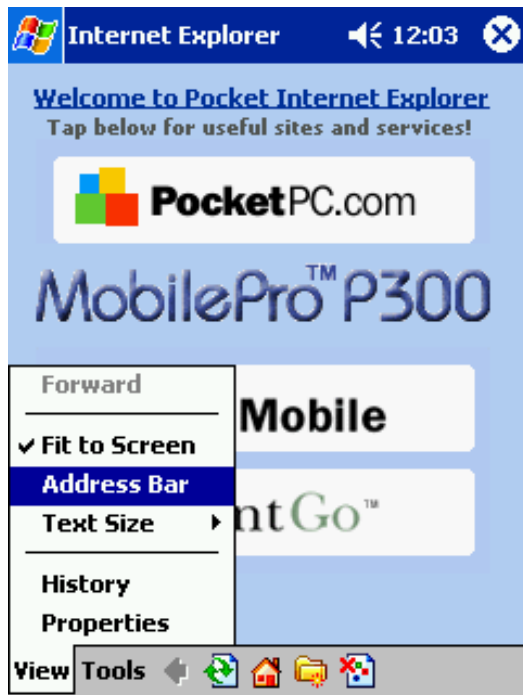 Internet Explorer 12:03
Welcome to Pocket Internet Explorer
Tap below for useful sites and services!
PocketPC.com
MobilePro™ P300
Mobile
ntGo™
Forward
✓ Fit to Screen
Address Bar
Text Size
History
Properties
View Tools